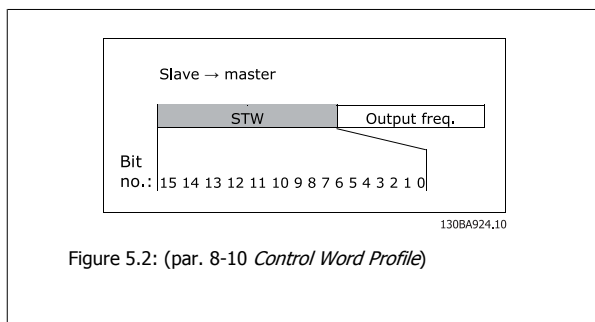 Slave → master
STW Output freq.
Bit
no.: 15 14 13 12 11 10 9 8 7 6 5 4 3 2 1 0
130BA924.10
Figure 5.2: (par. 8-10 Control Word Profile)